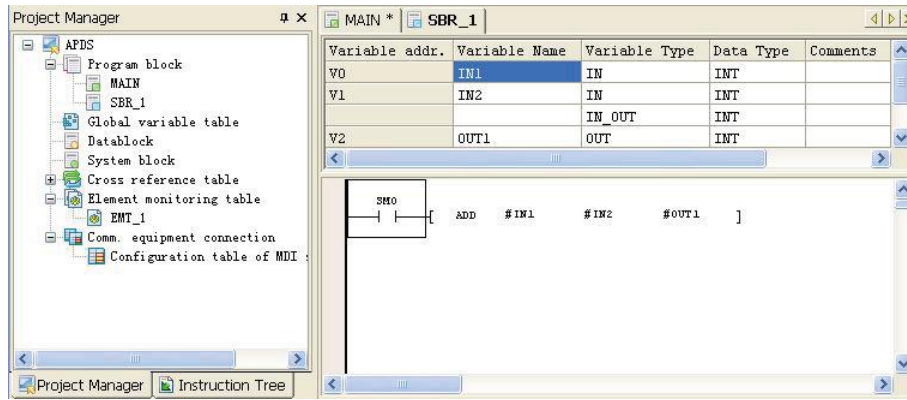 Project Manager
APDS
Program block
MAIN
SBR_1
Global variable table
Datablock
System block
Cross reference table
Element monitoring table
EMT_1
Comm. equipment connection
Configuration table of MDI
Project Manager Instruction Tree
MAIN * SBR_1
Variable addr. Variable Name Variable Type Data Type Comments
V0 IN1 IN INT
V1 IN2 IN INT
IN_OUT INT
V2 OUT1 OUT INT
SM0
[ ADD #IN1 #IN2 #OUT1 ]